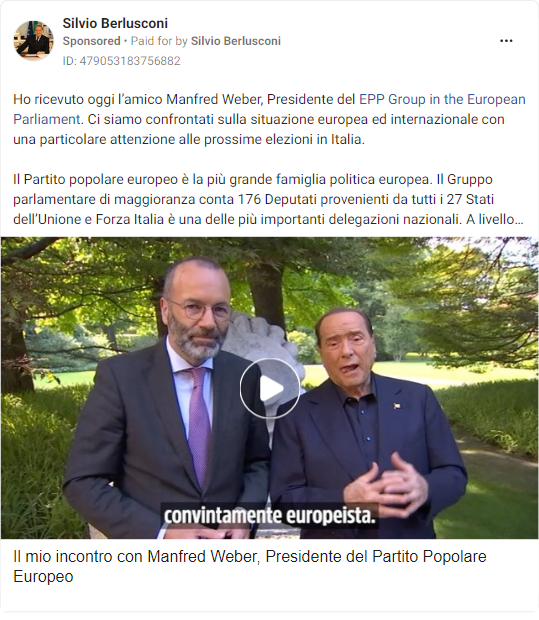 Silvio Berlusconi
Sponsored • Paid for by Silvio Berlusconi
ID: 479053183756882
Ho ricevuto oggi l’amico Manfred Weber, Presidente del EPP Group in the European
Parliament. Ci siamo confrontati sulla situazione europea ed internazionale con
una particolare attenzione alle prossime elezioni in Italia.
Il Partito popolare europeo è la più grande famiglia politica europea. Il Gruppo
parlamentare di maggioranza conta 176 Deputati provenienti da tutti i 27 Stati
dell’Unione e Forza Italia è una delle più importanti delegazioni nazionali. A livello…
convintamente europeista.
Il mio incontro con Manfred Weber, Presidente del Partito Popolare
Europeo